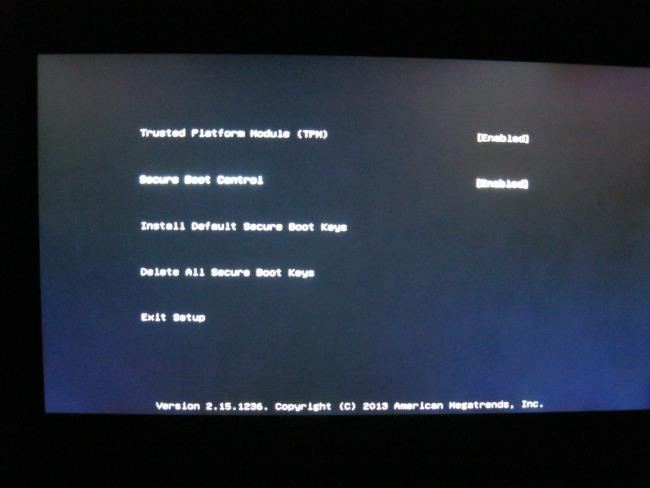 Trusted Platform Module (TPM) [Enabled]
Secure Boot Control [Enabled]
Install Default Secure Boot Keys
Delete All Secure Boot Keys
Exit Setup
Version 2.15.1236. Copyright (C) 2013 American Megatrends, Inc.